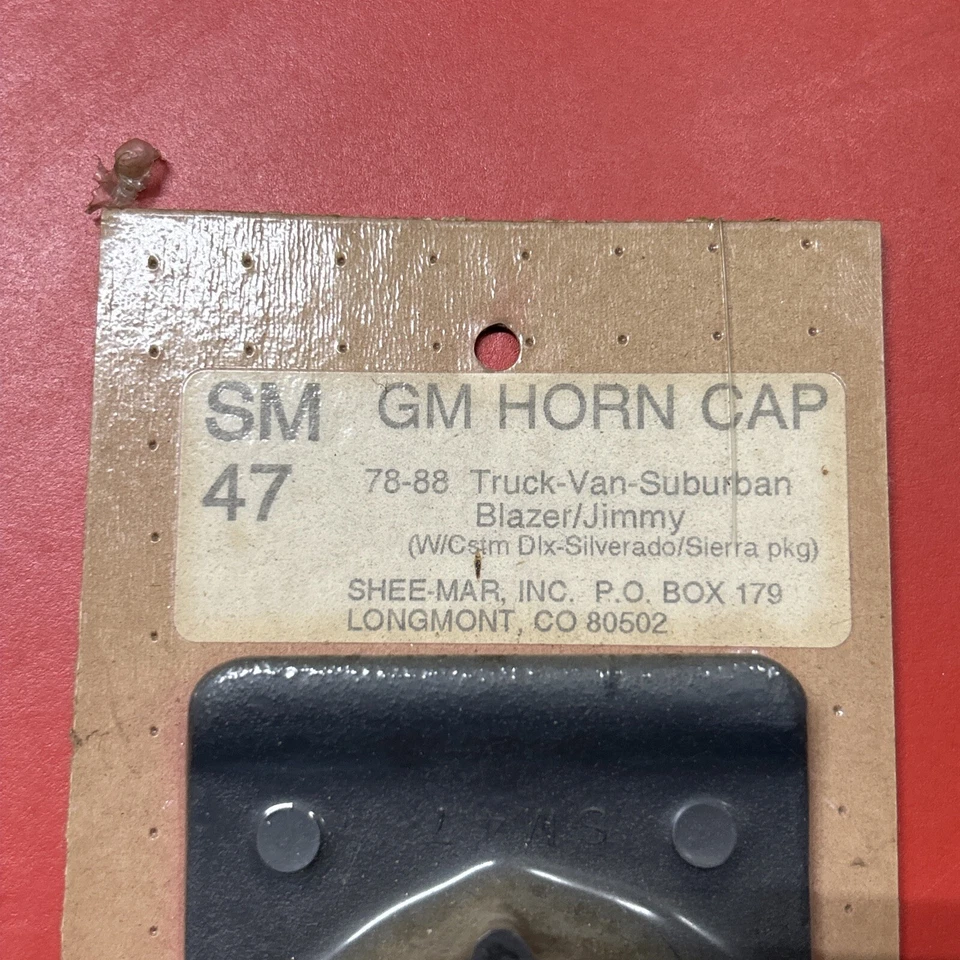 SM GM HORN CAP
47 78-88 Truck-Van-Suburban
Blazer/Jimmy
(W/Cstm Dlx-Silverado/Sierra pkg)
SHEE-MAR, INC. P.O. BOX 179
LONGMONT, CO 80502
SM47